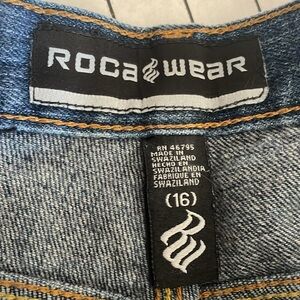 ROCA WEAR
RN 46795
MADE IN
SWAZILAND
HECHO EN
SWAZILANDIA
FABRIQUE EN
SWAZILAND
(16)